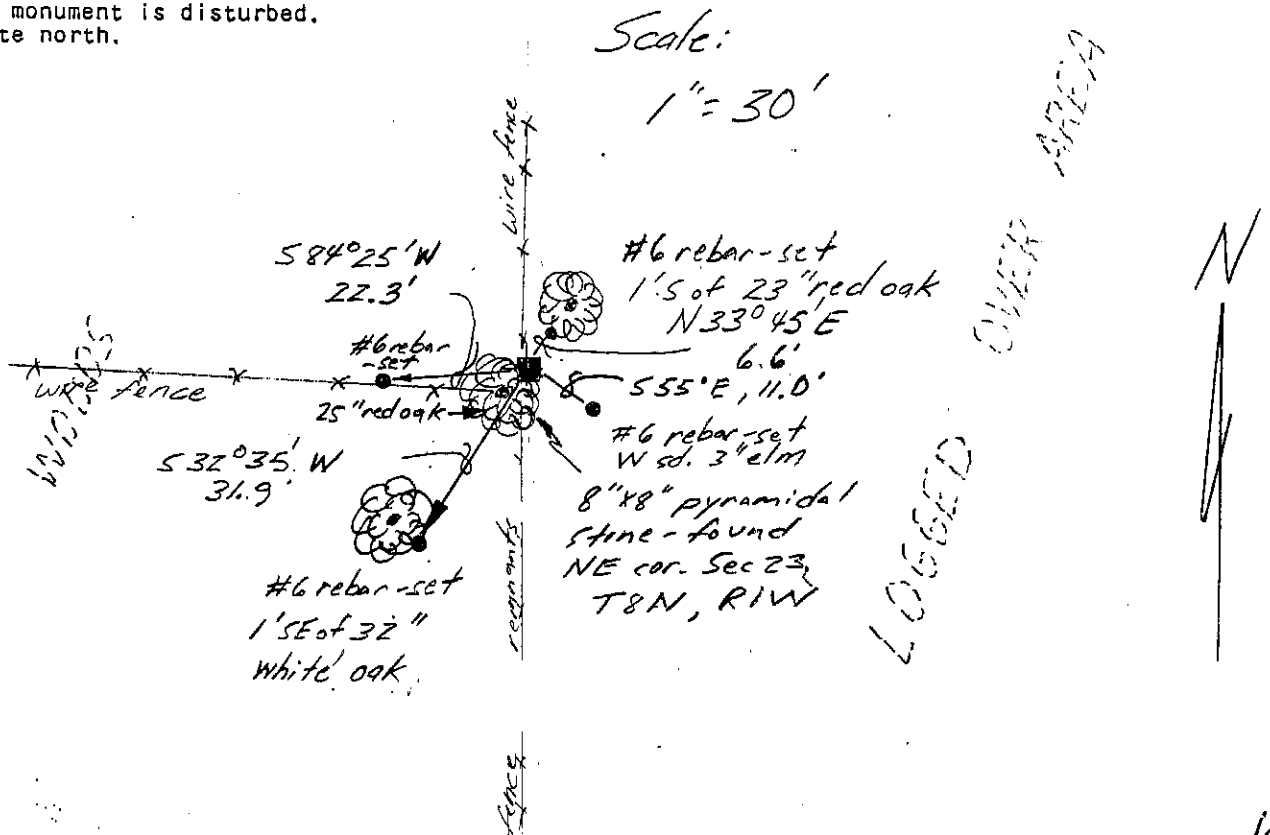 monument is disturbed.
te north.
Scale:
1"=30'
wire fence
S84°25'W
22.3'
#6 rebar
-set
wire fence
WOODS
25" red oak
S32°35'W
31.9'
#6 rebar-set
1'SE of 32"
white oak
#6 rebar-set
1'S of 23" red oak
N33°45'E
6.6'
S55°E, 11.0'
#6 rebar-set
W sd. 3" elm
8"x8" pyramidal
stone-found
NE cor. Sec 23,
T8N, R1W
remnants
fence
LOGGED OVER AREA
N